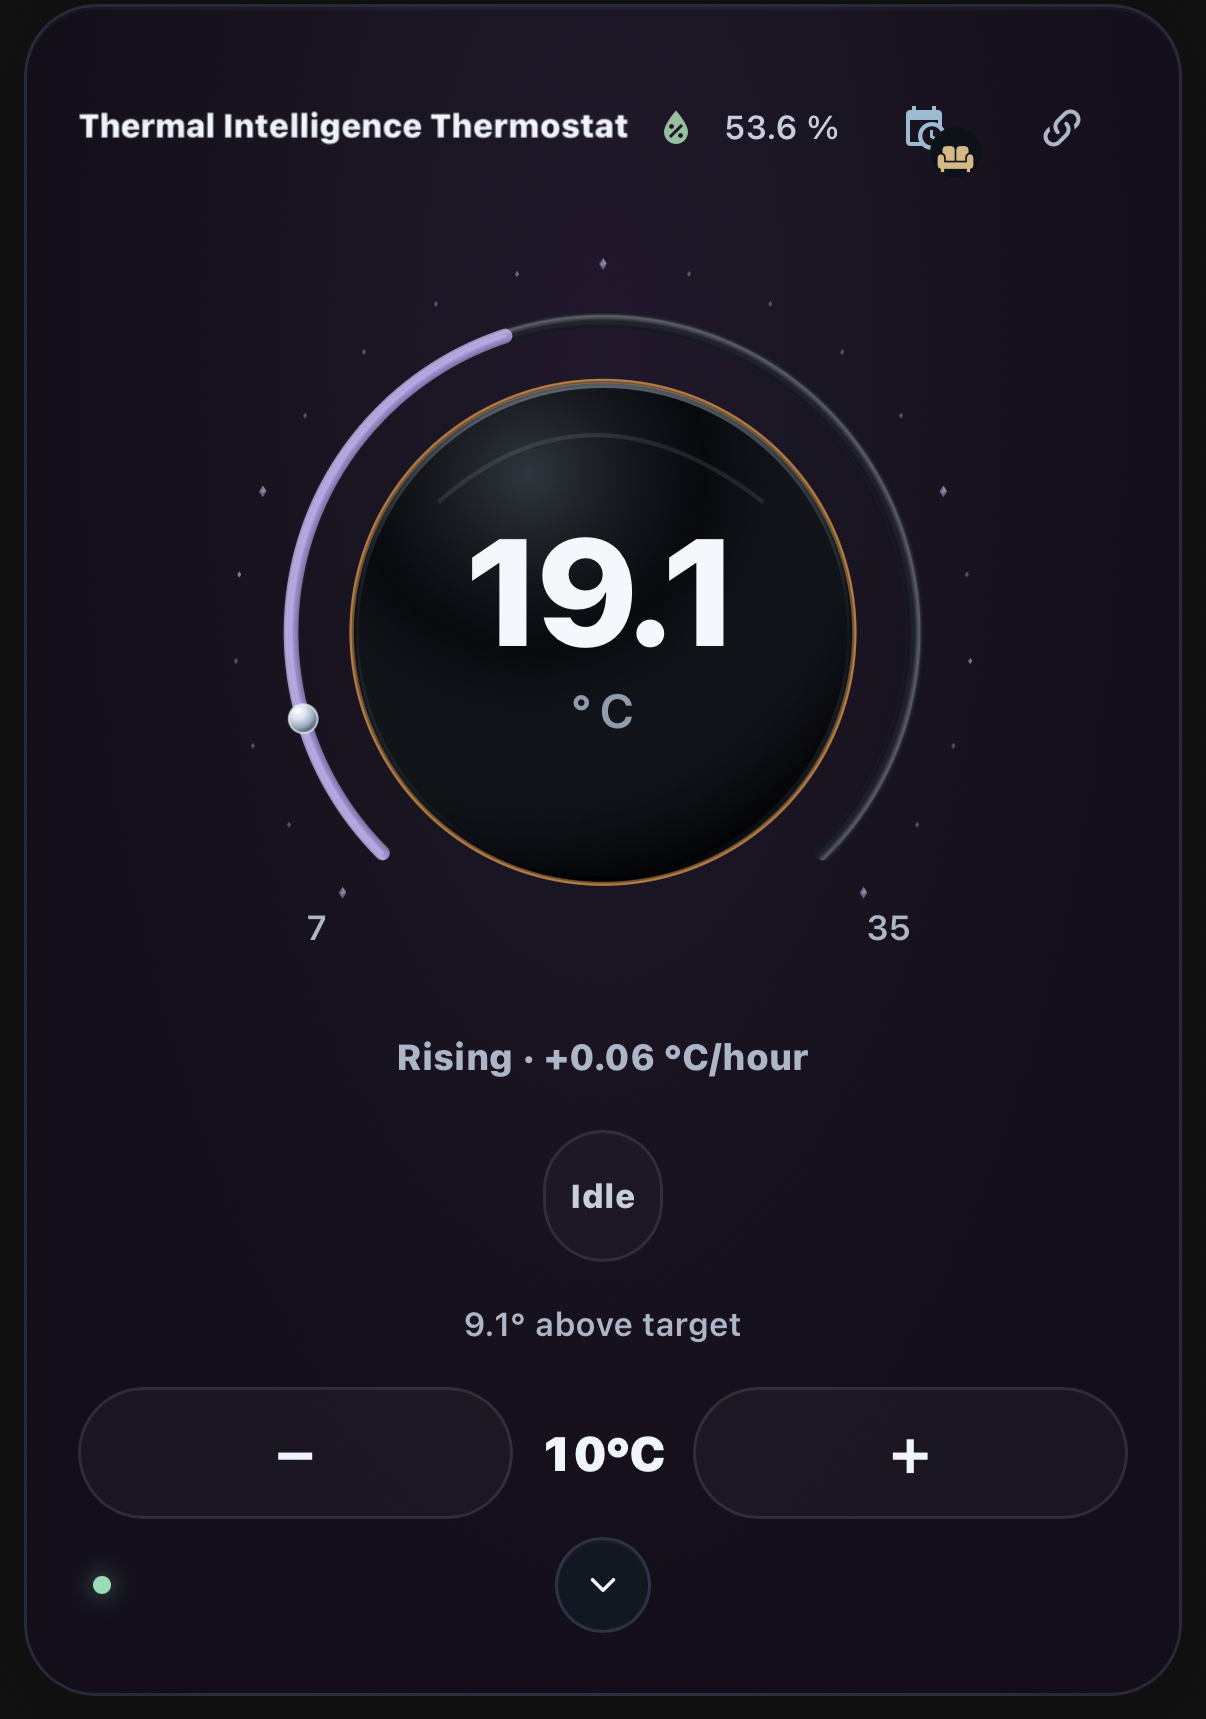 Thermal Intelligence Thermostat 53.6 %
19.1
°C
7 35
Rising · +0.06 °C/hour
Idle
9.1° above target
− 10°C +